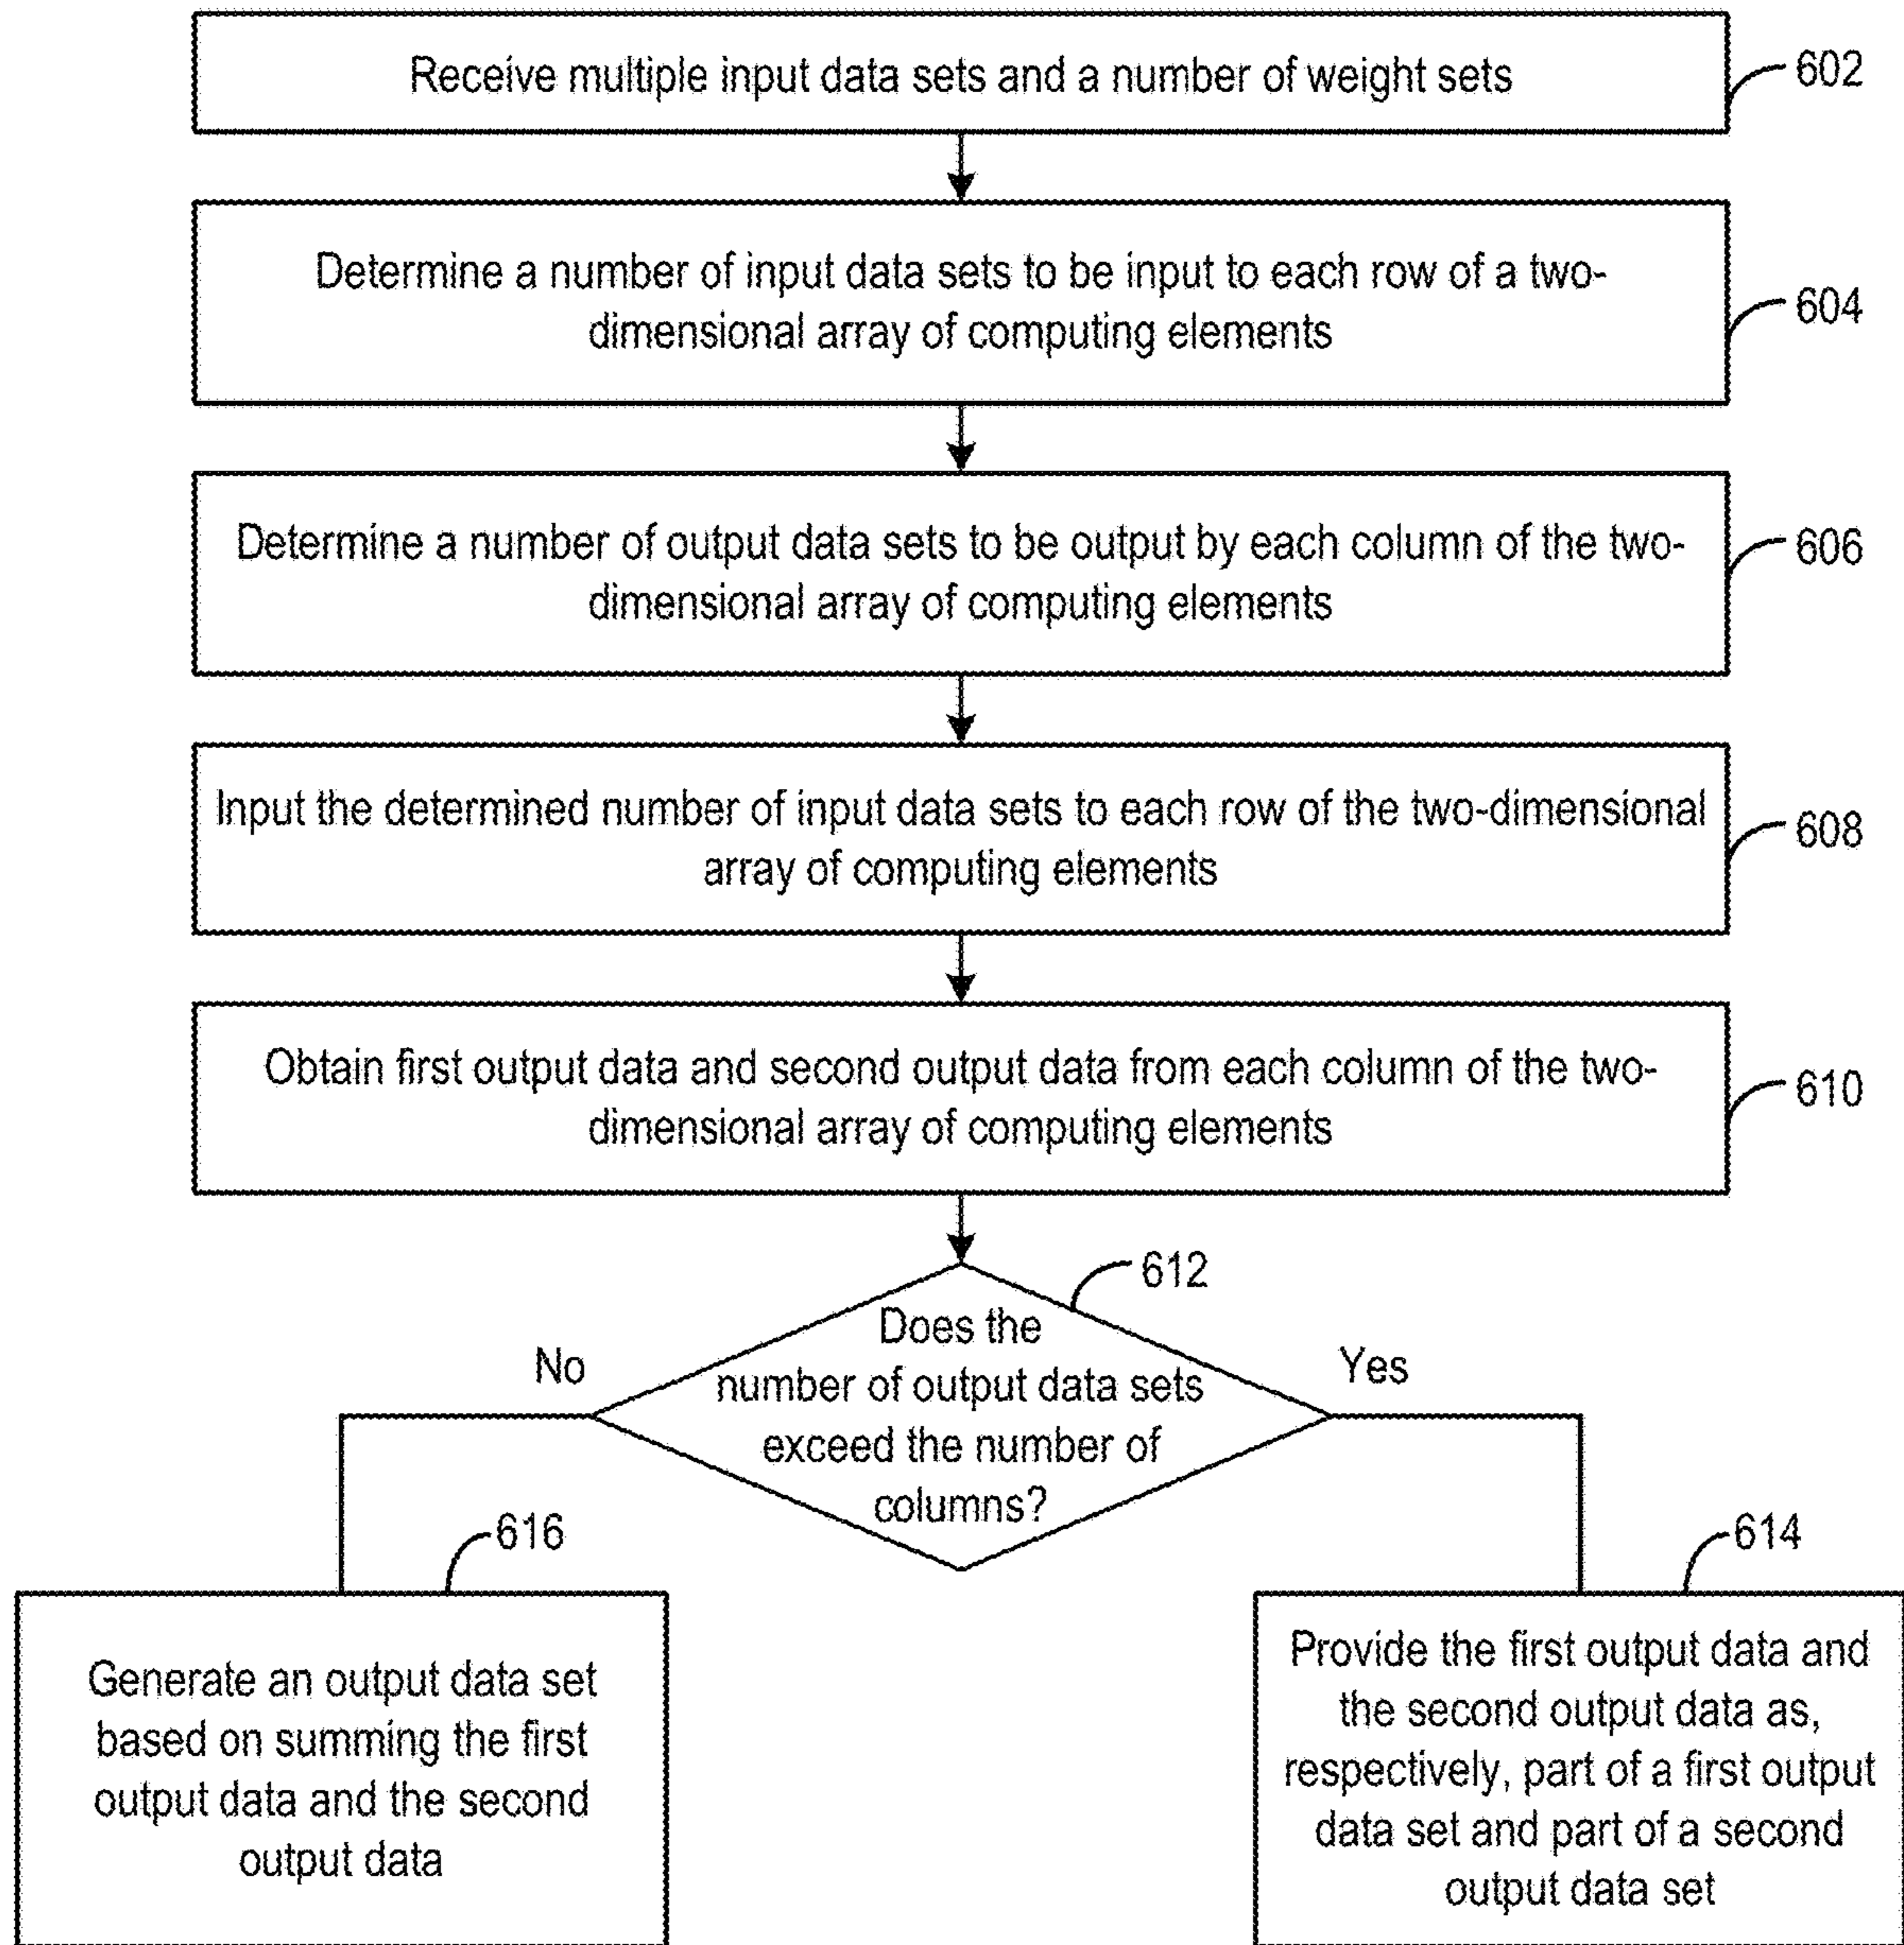 Receive multiple input data sets and a number of weight sets
602
Determine a number of input data sets to be input to each row of a two-
dimensional array of computing elements
604
Determine a number of output data sets to be output by each column of the two-
dimensional array of computing elements
606
Input the determined number of input data sets to each row of the two-dimensional
array of computing elements
608
Obtain first output data and second output data from each column of the two-
dimensional array of computing elements
610
612
Does the
number of output data sets
exceed the number of
columns?
No
Yes
616
Generate an output data set
based on summing the first
output data and the second
output data
614
Provide the first output data and
the second output data as,
respectively, part of a first output
data set and part of a second
output data set